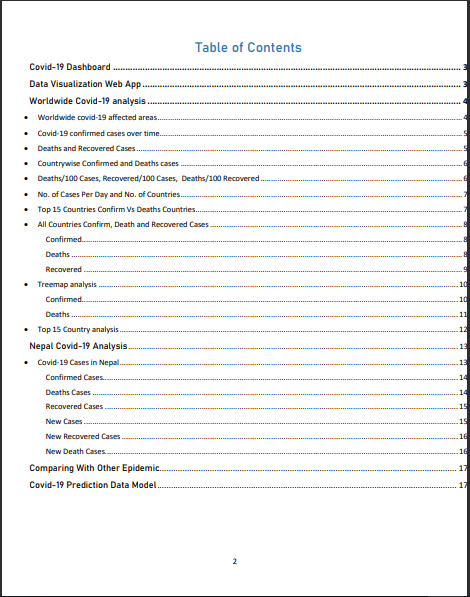 Table of Contents
Covid-19 Dashboard ........ 3
Data Visualization Web App ........ 3
Worldwide Covid-19 analysis ........ 4
• Worldwide covid-19 affected areas ........ 4
• Covid-19 confirmed cases over time ........ 5
• Deaths and Recovered Cases ........ 5
• Countrywise Confirmed and Deaths cases ........ 6
• Deaths/100 Cases, Recovered/100 Cases, Deaths/100 Recovered ........ 6
• No. of Cases Per Day and No. of Countries ........ 7
• Top 15 Countries Confirm Vs Deaths Countries ........ 7
• All Countries Confirm, Death and Recovered Cases ........ 8
Confirmed ........ 8
Deaths ........ 8
Recovered ........ 9
• Treemap analysis ........ 10
Confirmed ........ 10
Deaths ........ 11
• Top 15 Country analysis ........ 12
Nepal Covid-19 Analysis ........ 13
• Covid-19 Cases in Nepal ........ 13
Confirmed Cases ........ 14
Deaths Cases ........ 14
Recovered Cases ........ 15
New Cases ........ 15
New Recovered Cases ........ 16
New Death Cases ........ 16
Comparing With Other Epidemic ........ 17
Covid-19 Prediction Data Model ........ 17
2